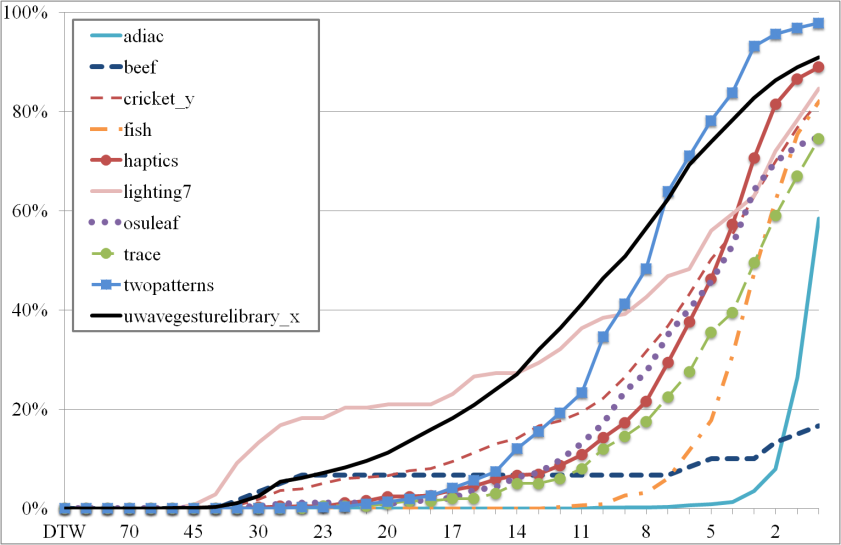 100%
80%
60%
40%
20%
0%
adiac
beef
cricket_y
fish
haptics
lighting7
osuleaf
trace
twopatterns
uwavegesturelibrary_x
DTW 70 45 30 23 20 17 14 11 8 5 2